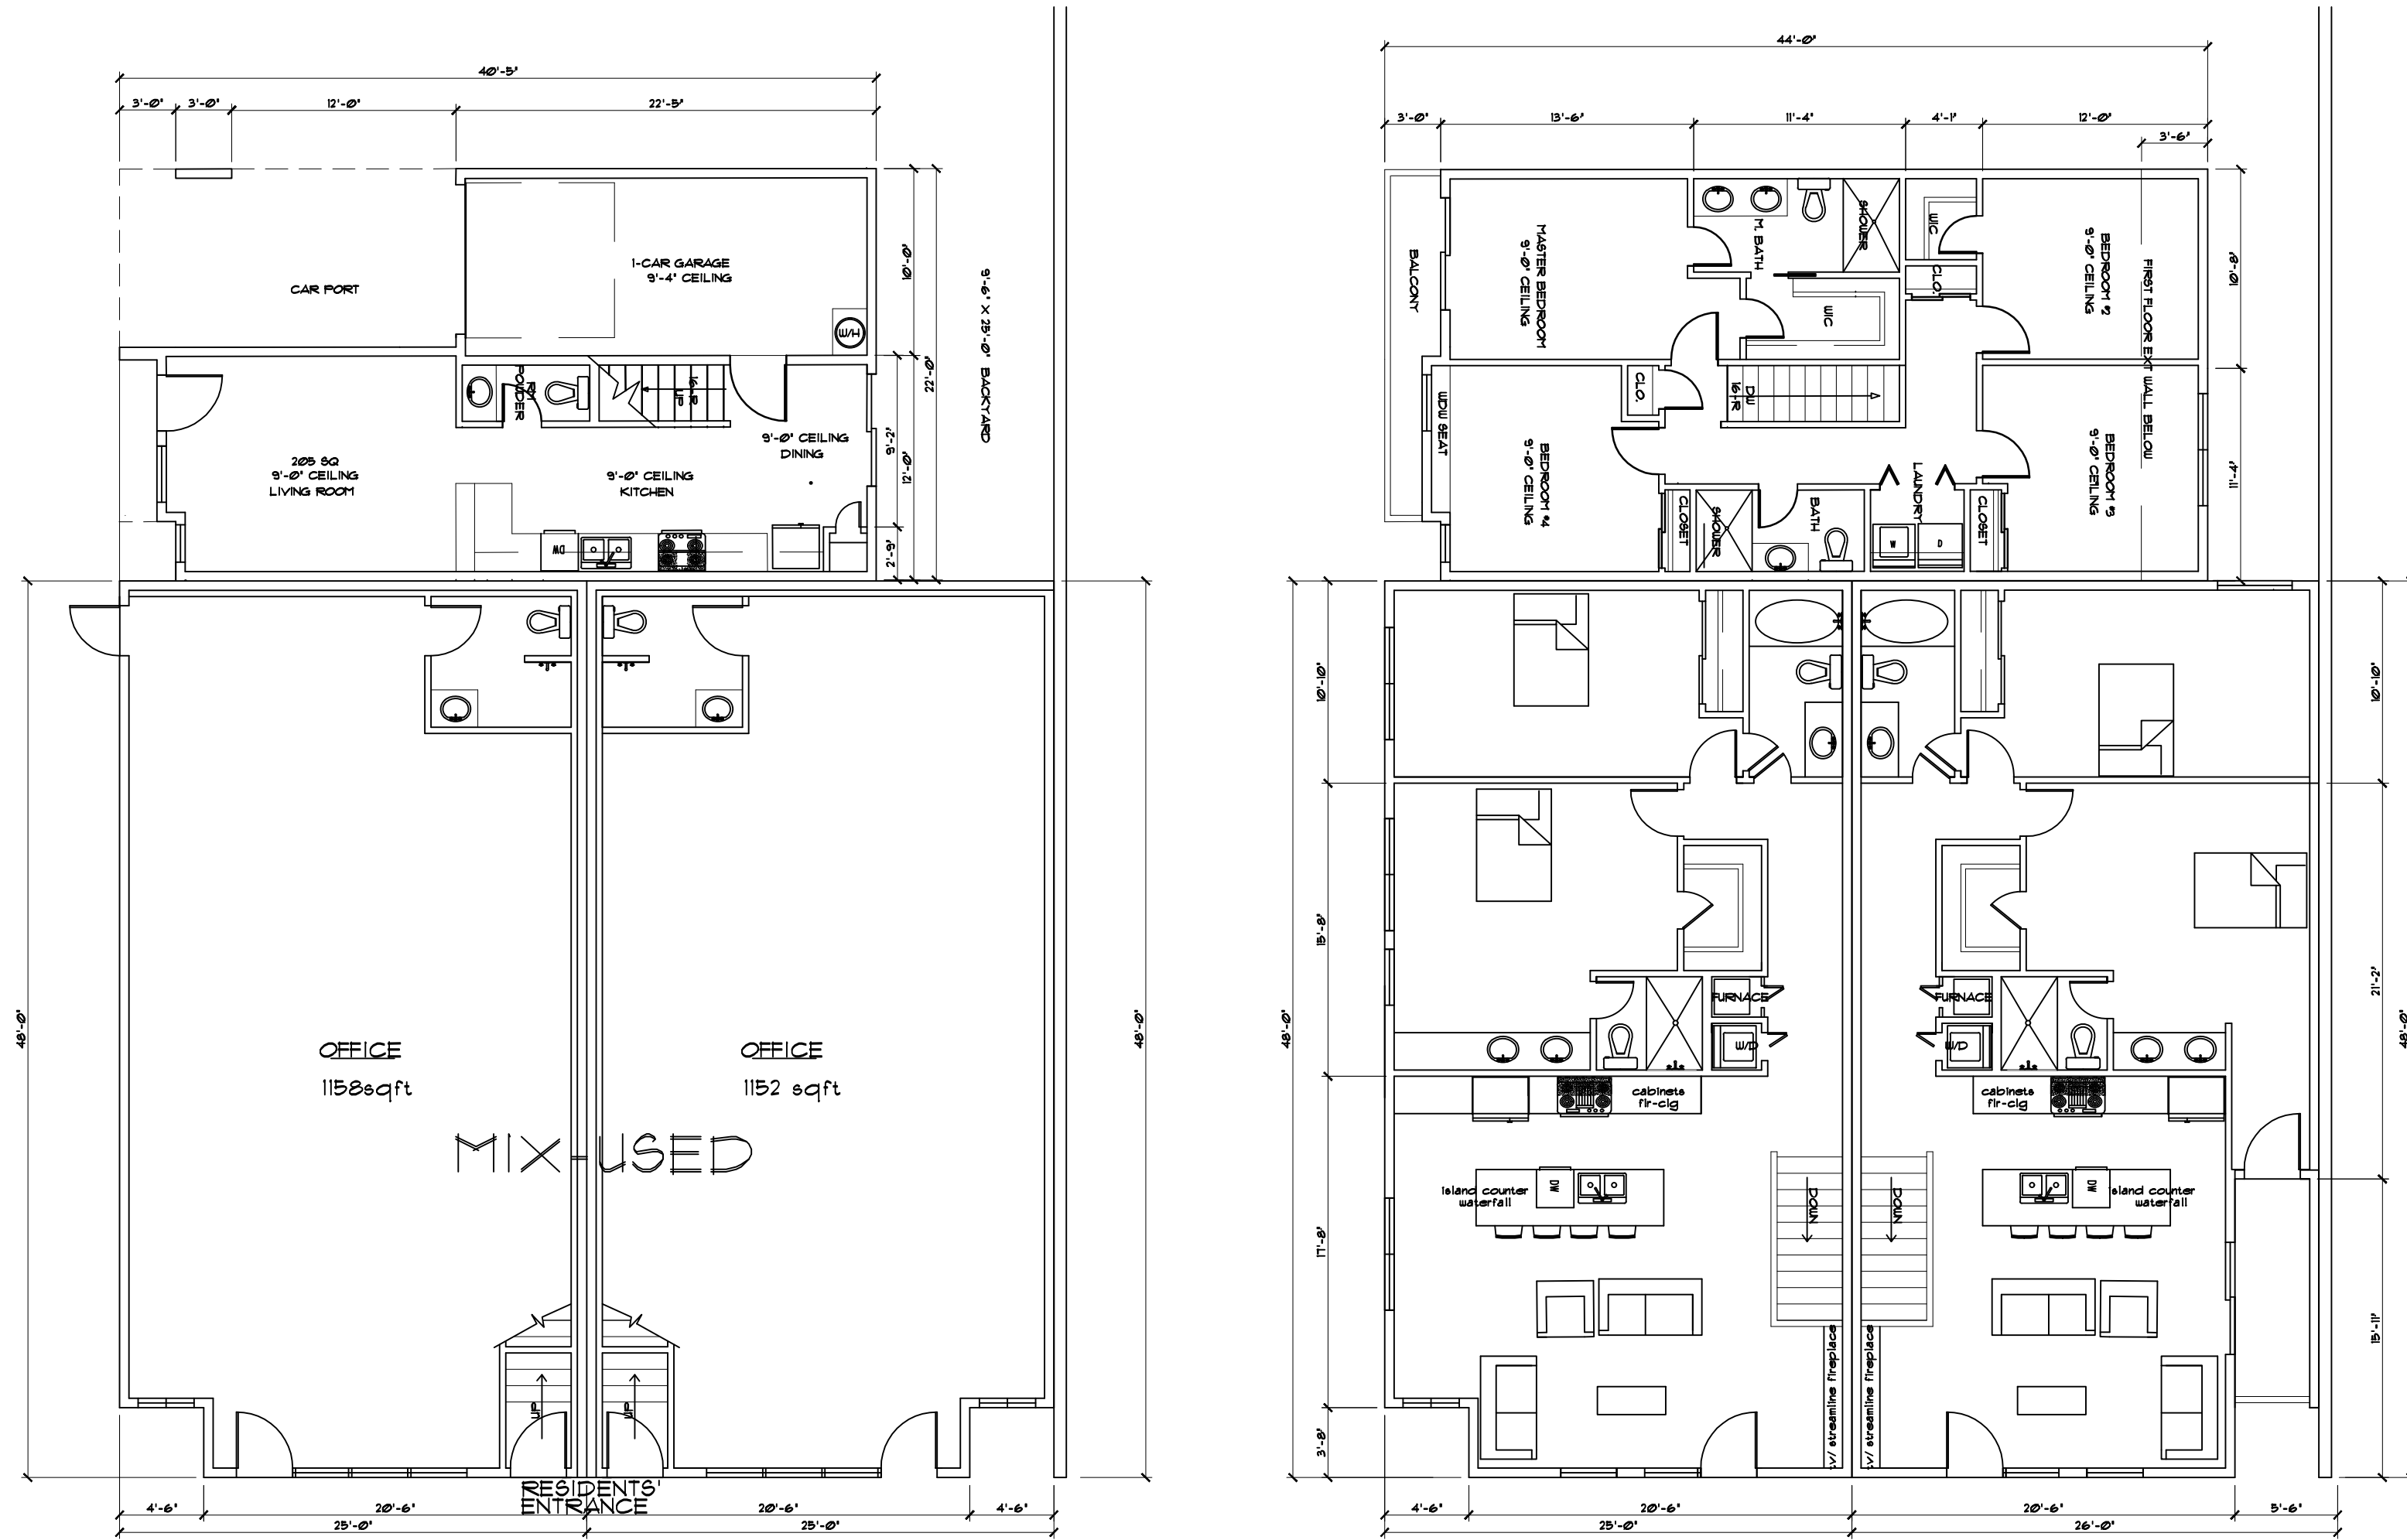 40'-5"
3'-0"
3'-0"
12'-0"
22'-5"
CAR PORT
1-CAR GARAGE
9'-4" CEILING
W/H
10'-0"
22'-0"
9'-6" X 25'-0" BACKYARD
POWDER
RM
16-R
UP
9'-0" CEILING
DINING
9'-2"
12'-0"
2'-9"
205 SQ
9'-0" CEILING
LIVING ROOM
9'-0" CEILING
KITCHEN
DW
48'-0"
48'-0"
OFFICE
1158sqft
OFFICE
1152 sqft
MIX-USED
UP
UP
RESIDENTS'
ENTRANCE
4'-6"
20'-6"
20'-6"
4'-6"
25'-0"
25'-0"
44'-0"
3'-0"
13'-6"
11'-4"
4'-1"
12'-0"
3'-6"
BALCONY
MASTER BEDROOM
9'-0" CEILING
M. BATH
SHOWER
WIC
WIC
CLO.
BEDROOM #2
9'-0" CEILING
FIRST FLOOR EXT WALL BELOW
10'-8"
11'-4"
WDW SEAT
CLO.
DW
16-R
BEDROOM #4
9'-0" CEILING
BEDROOM #3
9'-0" CEILING
CLOSET
SHOWER
BATH
LAUNDRY
W
D
CLOSET
48'-0"
10'-10"
15'-8"
17'-8"
3'-8"
10'-10"
21'-2"
48'-0"
15'-11"
FURNACE
FURNACE
W/D
W/D
cabinets
flr-clg
cabinets
flr-clg
island counter
waterfall
DW
DW
island counter
waterfall
DOWN
DOWN
tv/ streamline fireplace
tv/ streamline fireplace
4'-6"
20'-6"
20'-6"
5'-6"
25'-0"
26'-0"